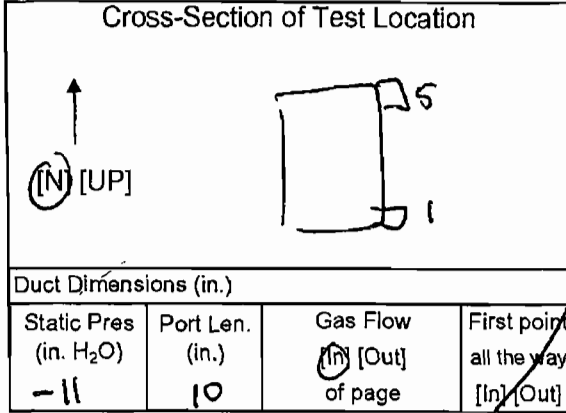 Cross-Section of Test Location
5
[N] [UP]
1
Duct Dimensions (in.)
Static Pres
(in. H₂O)
-11
Port Len.
(in.)
10
Gas Flow
[In] [Out]
of page
First point
all the way
[In] [Out]